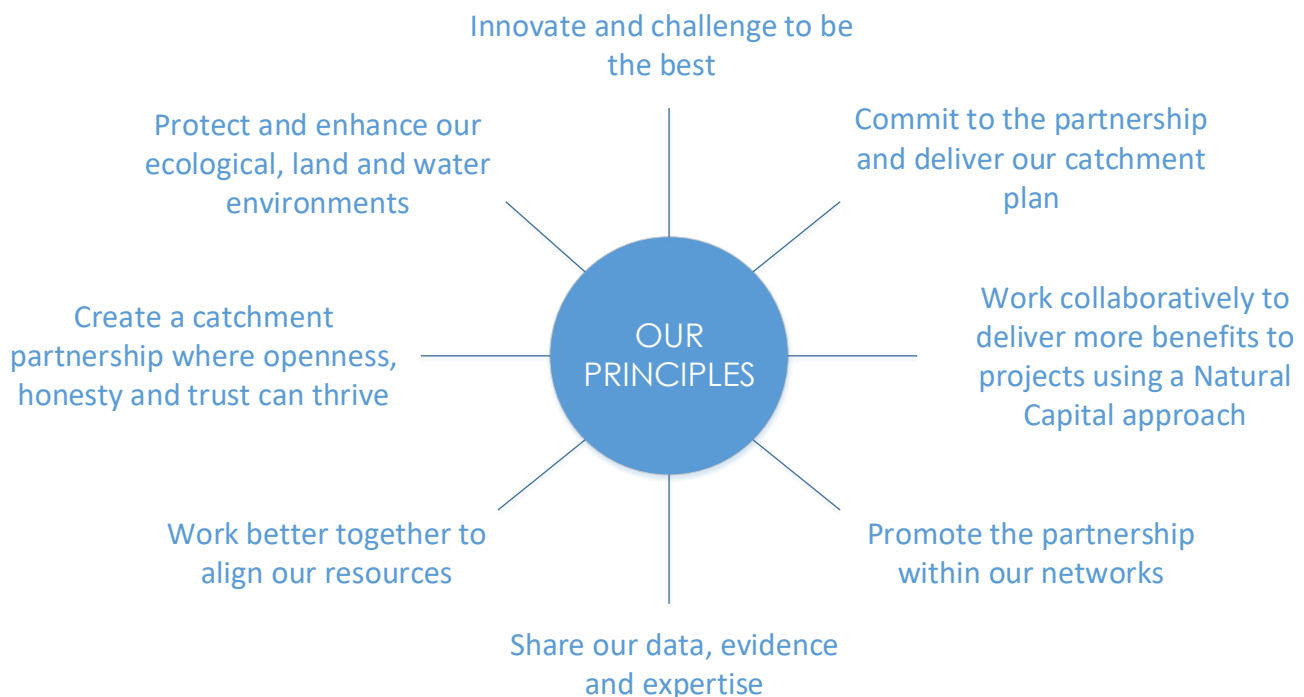 Innovate and challenge to be
the best
Commit to the partnership
and deliver our catchment
plan
Work collaboratively to
deliver more benefits to
projects using a Natural
Capital approach
Promote the partnership
within our networks
Share our data, evidence
and expertise
Work better together to
align our resources
Create a catchment
partnership where openness,
honesty and trust can thrive
Protect and enhance our
ecological, land and water
environments
OUR
PRINCIPLES